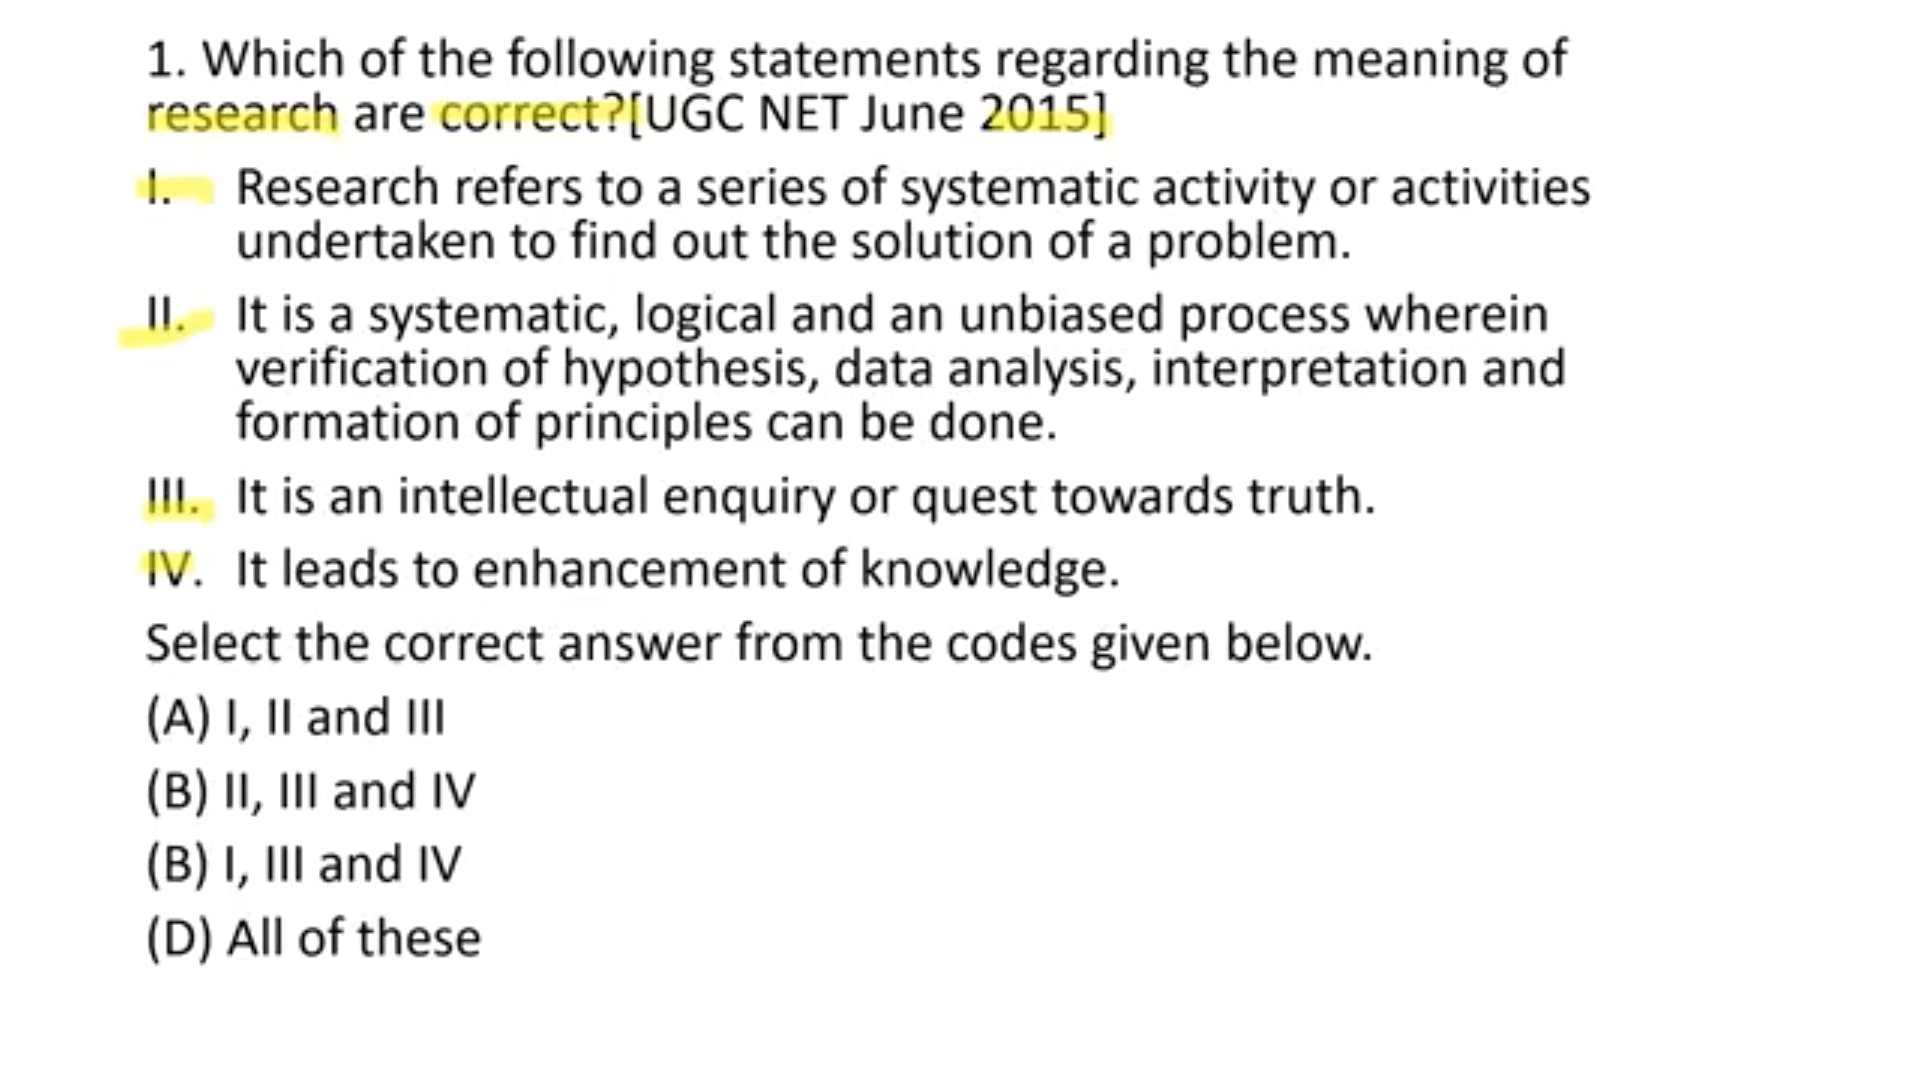 1. Which of the following statements regarding the meaning of
research are correct?[UGC NET June 2015]
I. Research refers to a series of systematic activity or activities
undertaken to find out the solution of a problem.
II. It is a systematic, logical and an unbiased process wherein
verification of hypothesis, data analysis, interpretation and
formation of principles can be done.
III. It is an intellectual enquiry or quest towards truth.
IV. It leads to enhancement of knowledge.
Select the correct answer from the codes given below.
(A) I, II and III
(B) II, III and IV
(B) I, III and IV
(D) All of these